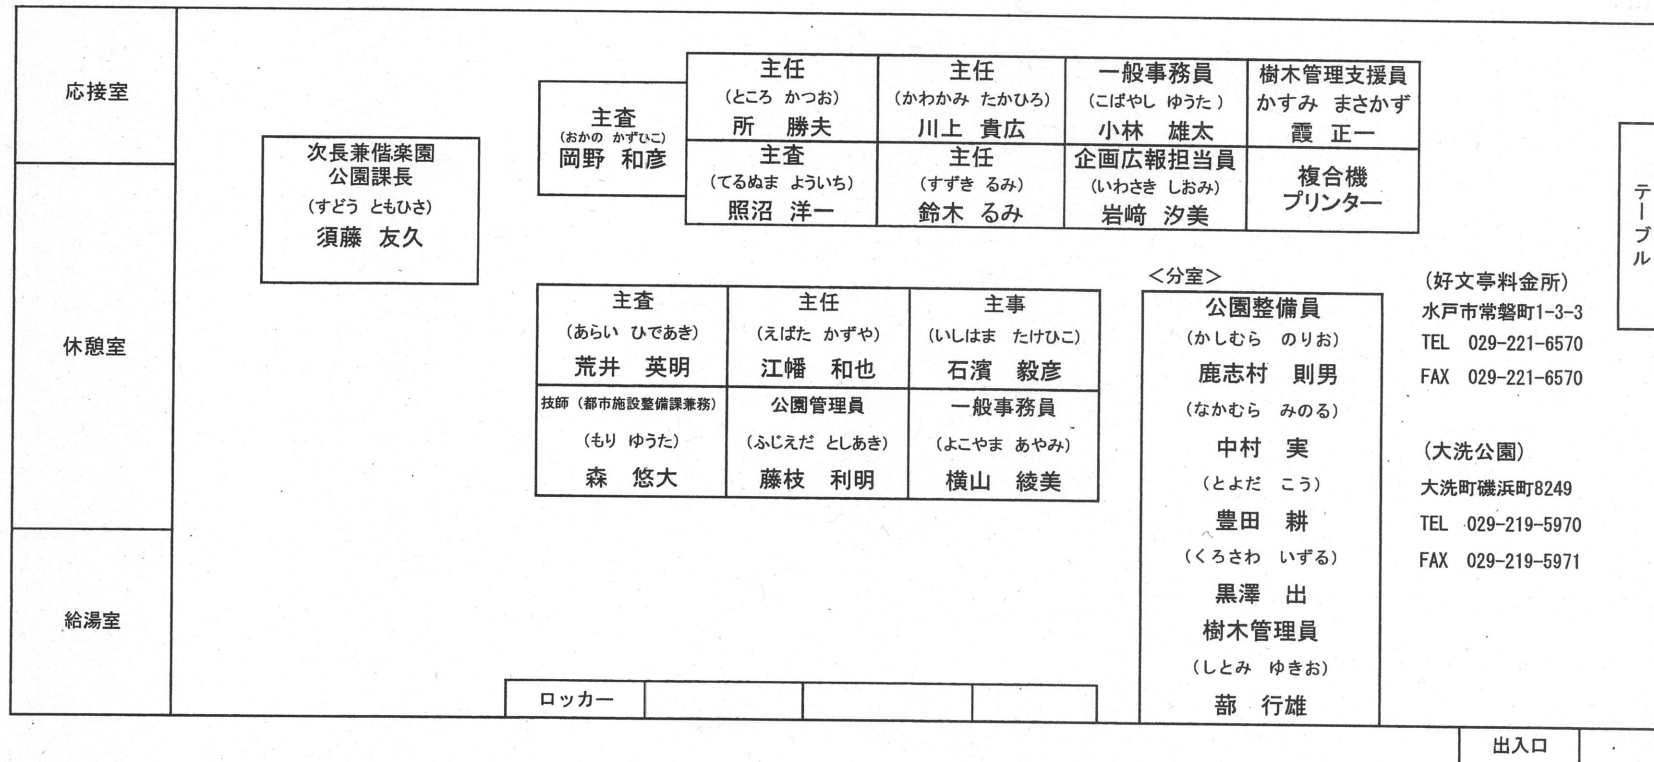 応接室
休憩室
給湯室
次長兼偕楽園
公園課長
(すどう ともひさ)
須藤 友久
主査
(おかの かずひこ)
岡野 和彦
主任
(ところ かつお)
所 勝夫
主任
(かわかみ たかひろ)
川上 貴広
一般事務員
(こばやし ゆうた )
小林 雄太
樹木管理支援員
かすみ まさかず
霞 正一
主査
(てるぬま よういち)
照沼 洋一
主任
(すずき るみ)
鈴木 るみ
企画広報担当員
(いわさき しおみ)
岩﨑 汐美
複合機
プリンター
テーブル
主査
(あらい ひであき)
荒井 英明
主任
(えばた かずや)
江幡 和也
主事
(いしはま たけひこ)
石濱 毅彦
技師(都市施設整備課兼務)
(もり ゆうた)
森 悠大
公園管理員
(ふじえだ としあき)
藤枝 利明
一般事務員
(よこやま あやみ)
横山 綾美
<分室>
公園整備員
(かしむら のりお)
鹿志村 則男
(なかむら みのる)
中村 実
(とよだ こう)
豊田 耕
(くろさわ いずる)
黒澤 出
樹木管理員
(しとみ ゆきお)
蔀 行雄
(好文亭料金所)
水戸市常磐町1-3-3
TEL 029-221-6570
FAX 029-221-6570
(大洗公園)
大洗町磯浜町8249
TEL 029-219-5970
FAX 029-219-5971
ロッカー
出入口